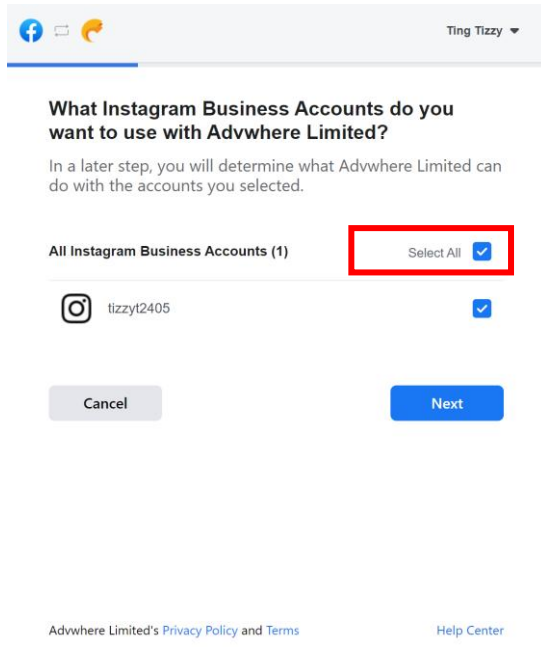 Ting Tizzy
What Instagram Business Accounts do you
want to use with Advwhere Limited?
In a later step, you will determine what Advwhere Limited can
do with the accounts you selected.
All Instagram Business Accounts (1) Select All
tizzyt2405
Cancel Next
Advwhere Limited's Privacy Policy and Terms Help Center